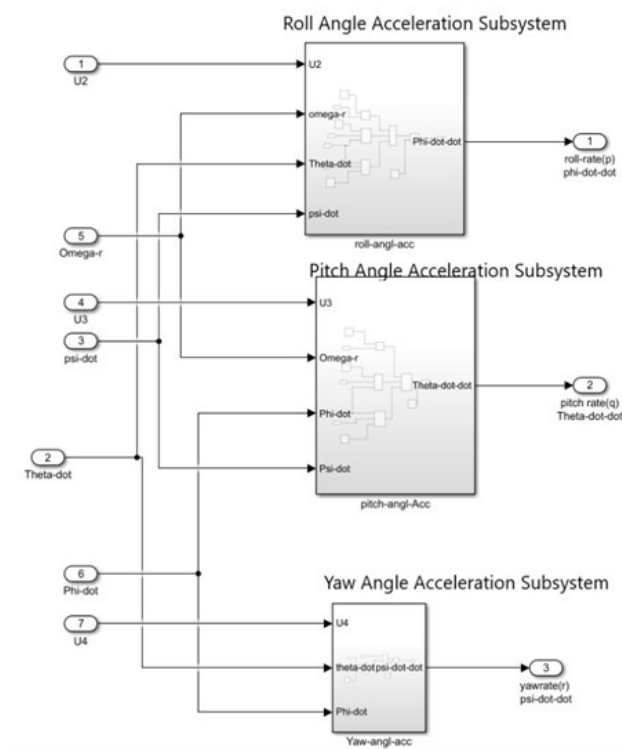 Roll Angle Acceleration Subsystem
1
U2
U2
omega-r
Theta-dot
psi-dot
Phi-dot-dot
roll-angl-acc
1
roll-rate(p)
phi-dot-dot
5
Omega-r
4
U3
3
psi-dot
2
Theta-dot
Pitch Angle Acceleration Subsystem
U3
Omega-r
Phi-dot
Psi-dot
Theta-dot-dot
pitch-angl-Acc
2
pitch rate(q)
Theta-dot-dot
6
Phi-dot
7
U4
Yaw Angle Acceleration Subsystem
U4
theta-dot
psi-dot-dot
Phi-dot
Yaw-angl-acc
3
yawrate(r)
psi-dot-dot